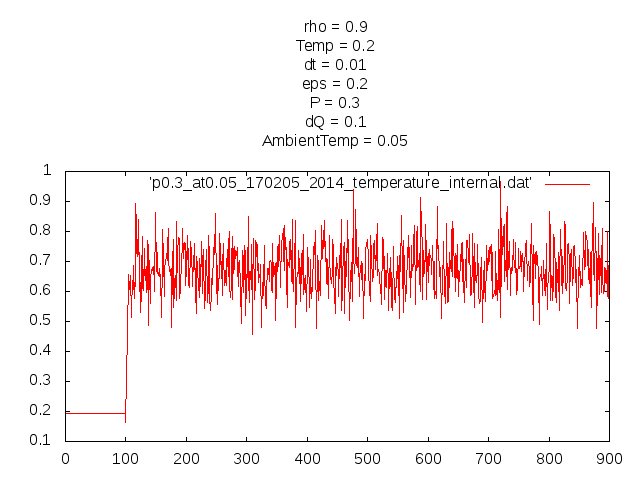 rho = 0.9
Temp = 0.2
dt = 0.01
eps = 0.2
P = 0.3
dQ = 0.1
AmbientTemp = 0.05
'p0.3_at0.05_170205_2014_temperature_internal.dat'
1
0.9
0.8
0.7
0.6
0.5
0.4
0.3
0.2
0.1
0 100 200 300 400 500 600 700 800 900